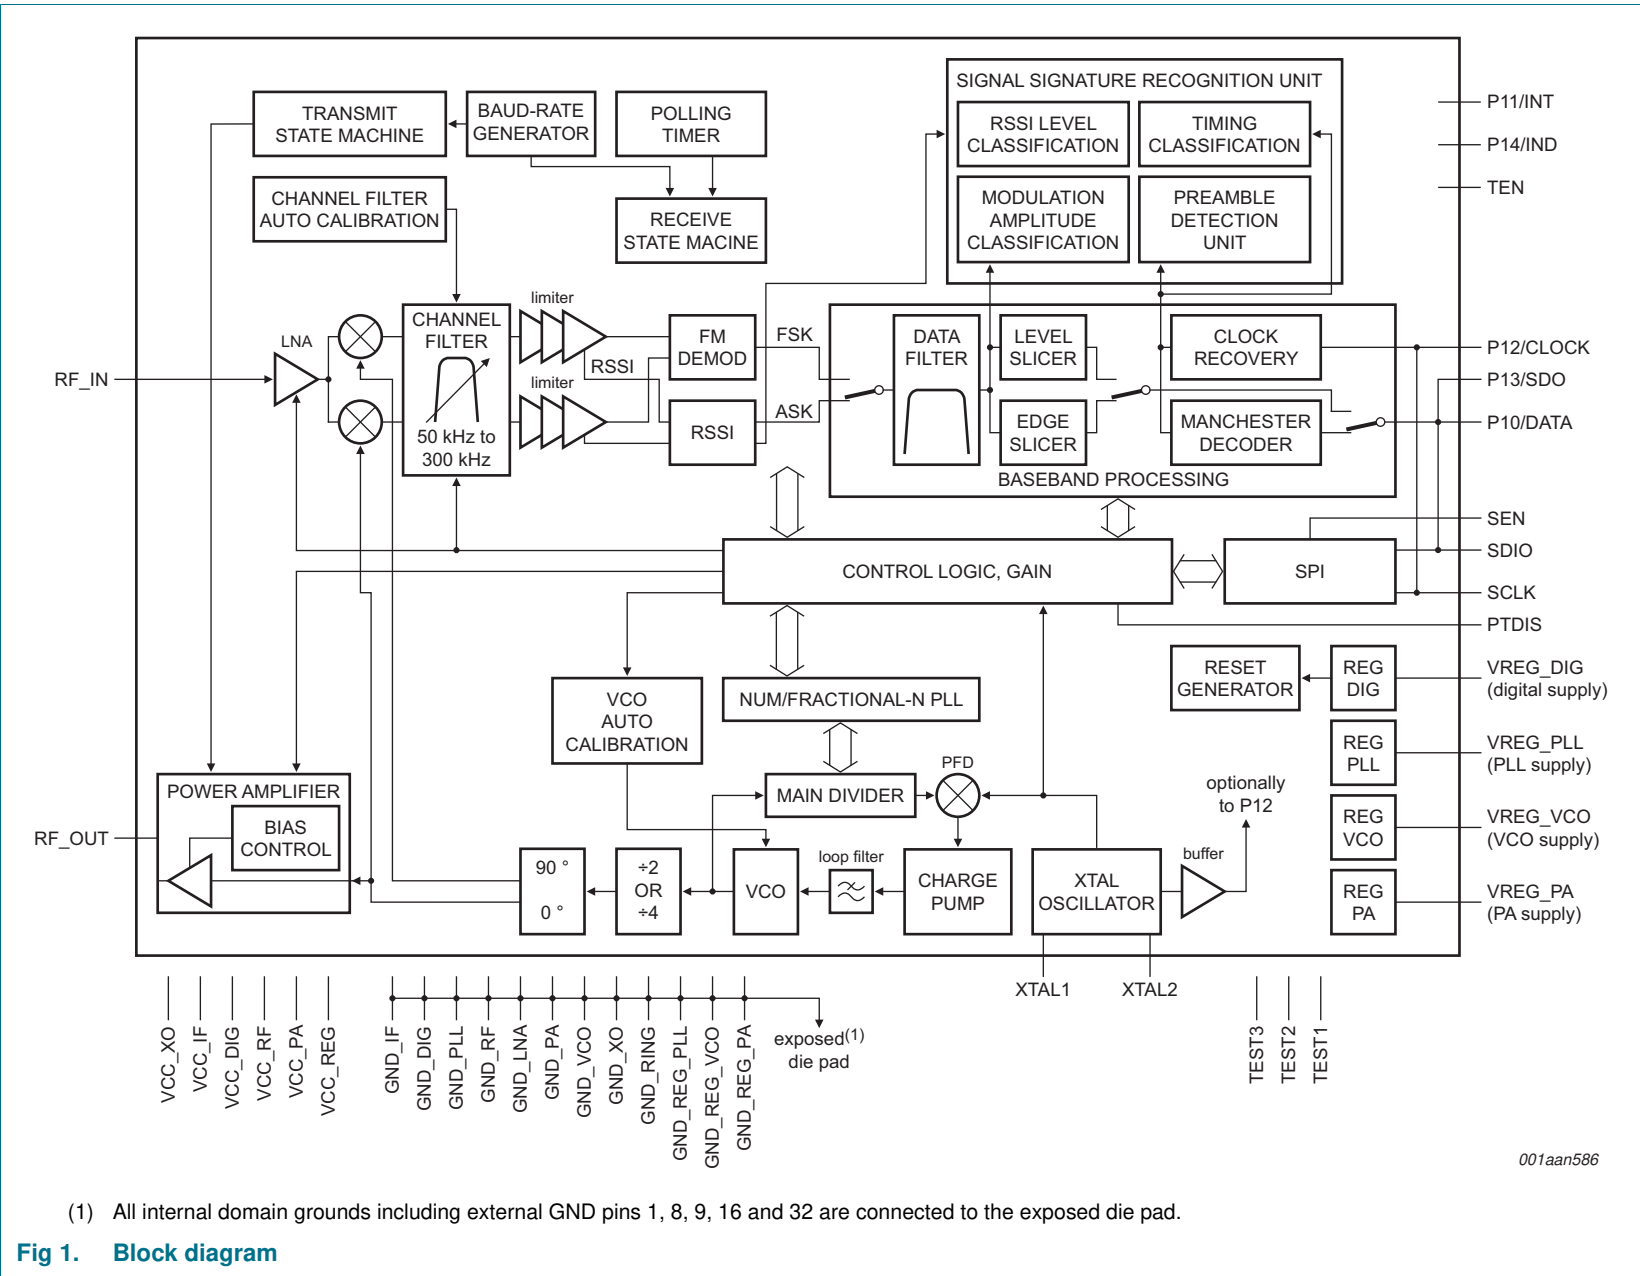 SIGNAL SIGNATURE RECOGNITION UNIT
TRANSMIT
STATE MACHINE
BAUD-RATE
GENERATOR
POLLING
TIMER
RSSI LEVEL
CLASSIFICATION
TIMING
CLASSIFICATION
P11/INT
P14/IND
TEN
CHANNEL FILTER
AUTO CALIBRATION
RECEIVE
STATE MACINE
MODULATION
AMPLITUDE
CLASSIFICATION
PREAMBLE
DETECTION
UNIT
limiter
LNA
CHANNEL
FILTER
50 kHz to
300 kHz
RSSI
limiter
FM
DEMOD
RSSI
FSK
ASK
DATA
FILTER
LEVEL
SLICER
EDGE
SLICER
CLOCK
RECOVERY
MANCHESTER
DECODER
BASEBAND PROCESSING
RF_IN
P12/CLOCK
P13/SDO
P10/DATA
SEN
SDIO
SCLK
PTDIS
CONTROL LOGIC, GAIN
SPI
VCO
AUTO
CALIBRATION
NUM/FRACTIONAL-N PLL
RESET
GENERATOR
REG
DIG
VREG_DIG
(digital supply)
REG
PLL
VREG_PLL
(PLL supply)
REG
VCO
VREG_VCO
(VCO supply)
REG
PA
VREG_PA
(PA supply)
MAIN DIVIDER
PFD
optionally
to P12
POWER AMPLIFIER
BIAS
CONTROL
RF_OUT
90 °
0 °
÷2
OR
÷4
VCO
loop filter
CHARGE
PUMP
XTAL
OSCILLATOR
buffer
XTAL1
XTAL2
VCC_XO
VCC_IF
VCC_DIG
VCC_RF
VCC_PA
VCC_REG
GND_IF
GND_DIG
GND_PLL
GND_RF
GND_LNA
GND_PA
GND_VCO
GND_XO
GND_RING
GND_REG_PLL
GND_REG_VCO
GND_REG_PA
exposed(1)
die pad
TEST3
TEST2
TEST1
001aan586
(1) All internal domain grounds including external GND pins 1, 8, 9, 16 and 32 are connected to the exposed die pad.
Fig 1. Block diagram